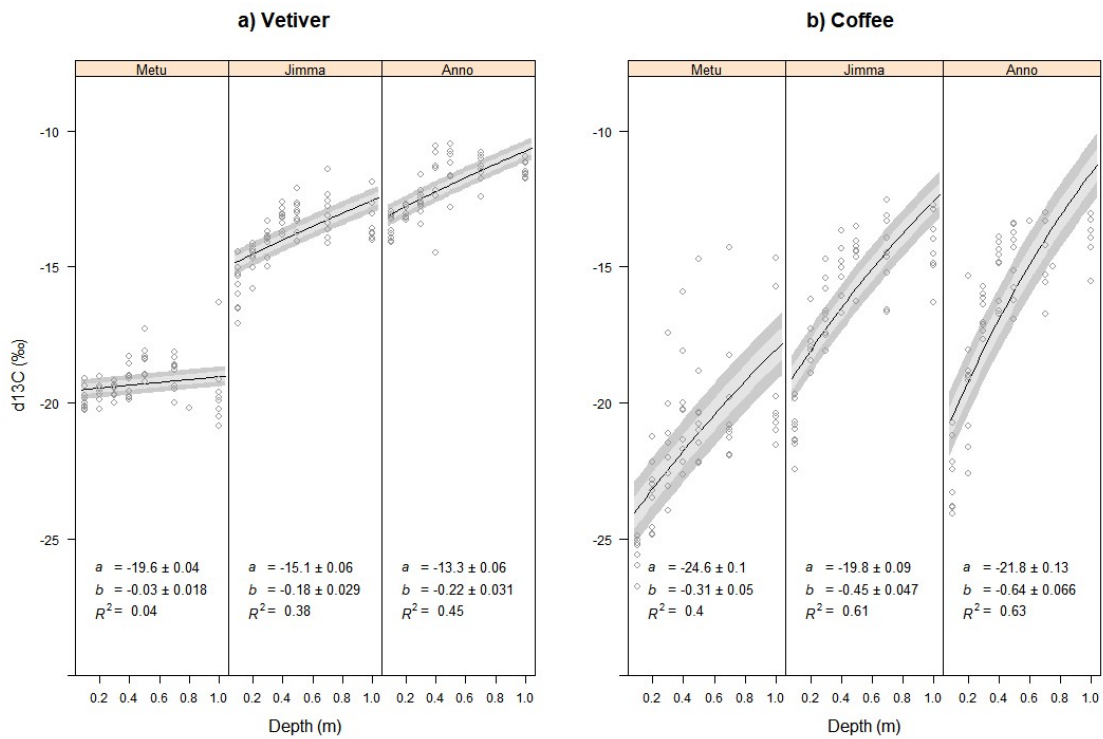 a) Vetiver
b) Coffee
Metu Jimma Anno
Metu Jimma Anno
d13C (‰)
-10
-15
-20
-25
-10
-15
-20
-25
a = -19.6 ± 0.04
b = -0.03 ± 0.018
R² = 0.04
a = -15.1 ± 0.06
b = -0.18 ± 0.029
R² = 0.38
a = -13.3 ± 0.06
b = -0.22 ± 0.031
R² = 0.45
a = -24.6 ± 0.1
b = -0.31 ± 0.05
R² = 0.4
a = -19.8 ± 0.09
b = -0.45 ± 0.047
R² = 0.61
a = -21.8 ± 0.13
b = -0.64 ± 0.066
R² = 0.63
0.2 0.4 0.6 0.8 1.0 0.2 0.4 0.6 0.8 1.0 0.2 0.4 0.6 0.8 1.0
0.2 0.4 0.6 0.8 1.0 0.2 0.4 0.6 0.8 1.0 0.2 0.4 0.6 0.8 1.0
Depth (m)
Depth (m)